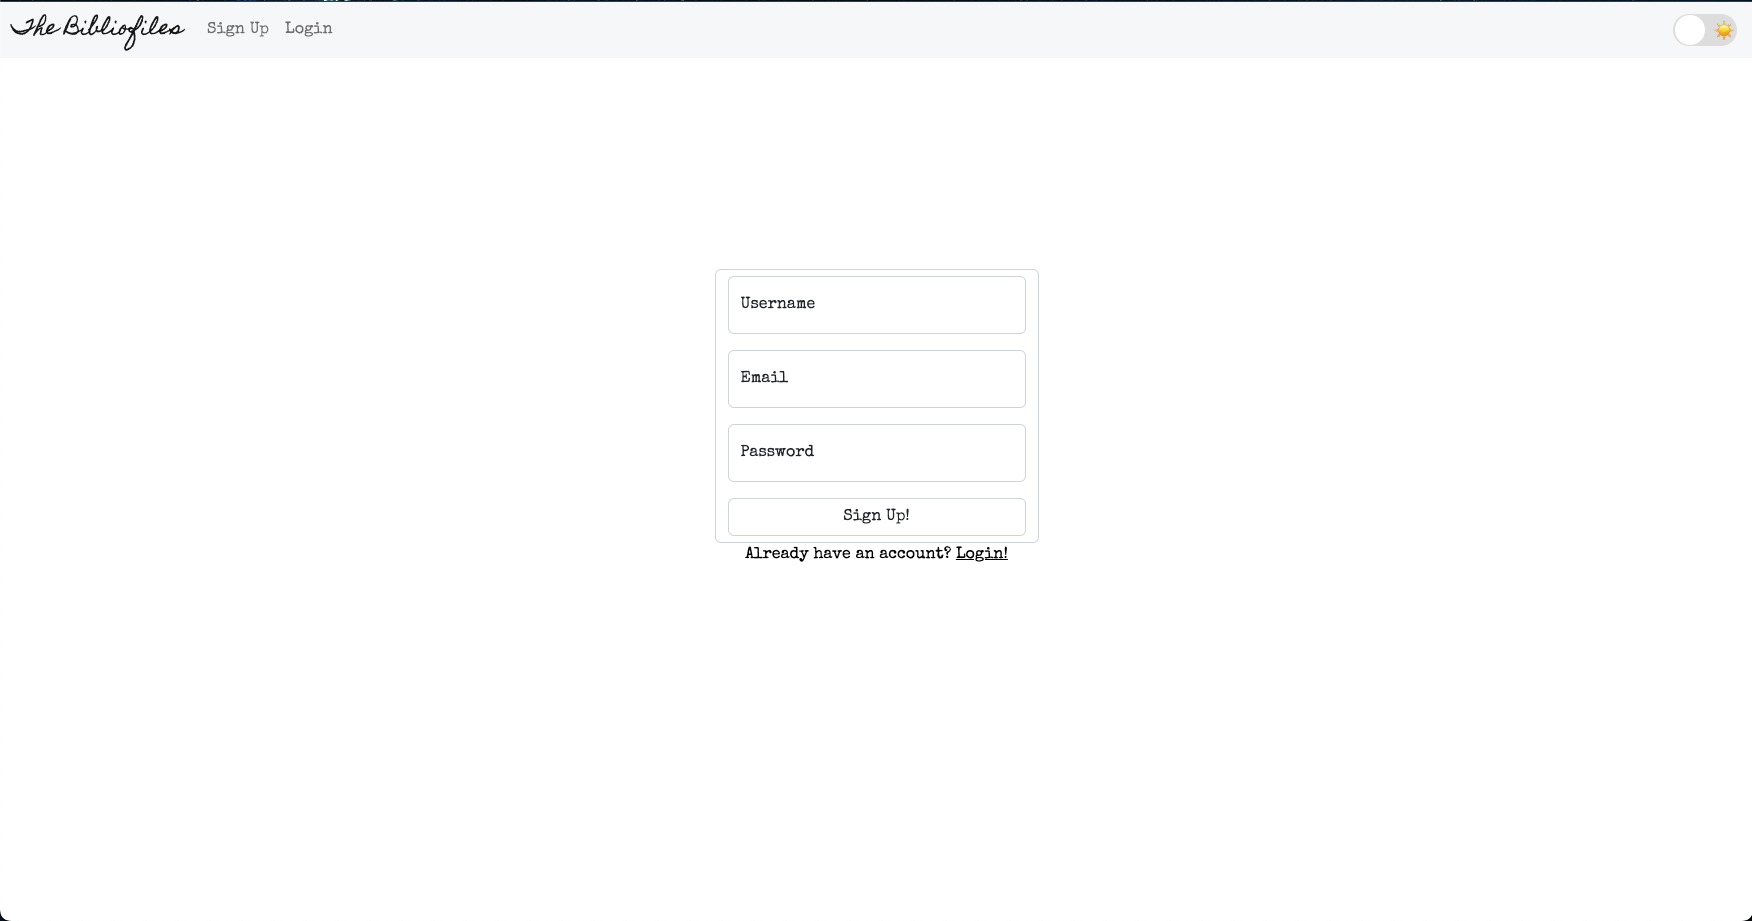 The Bibliofiles Sign Up Login
Username
Email
Password
Sign Up!
Already have an account? Login!